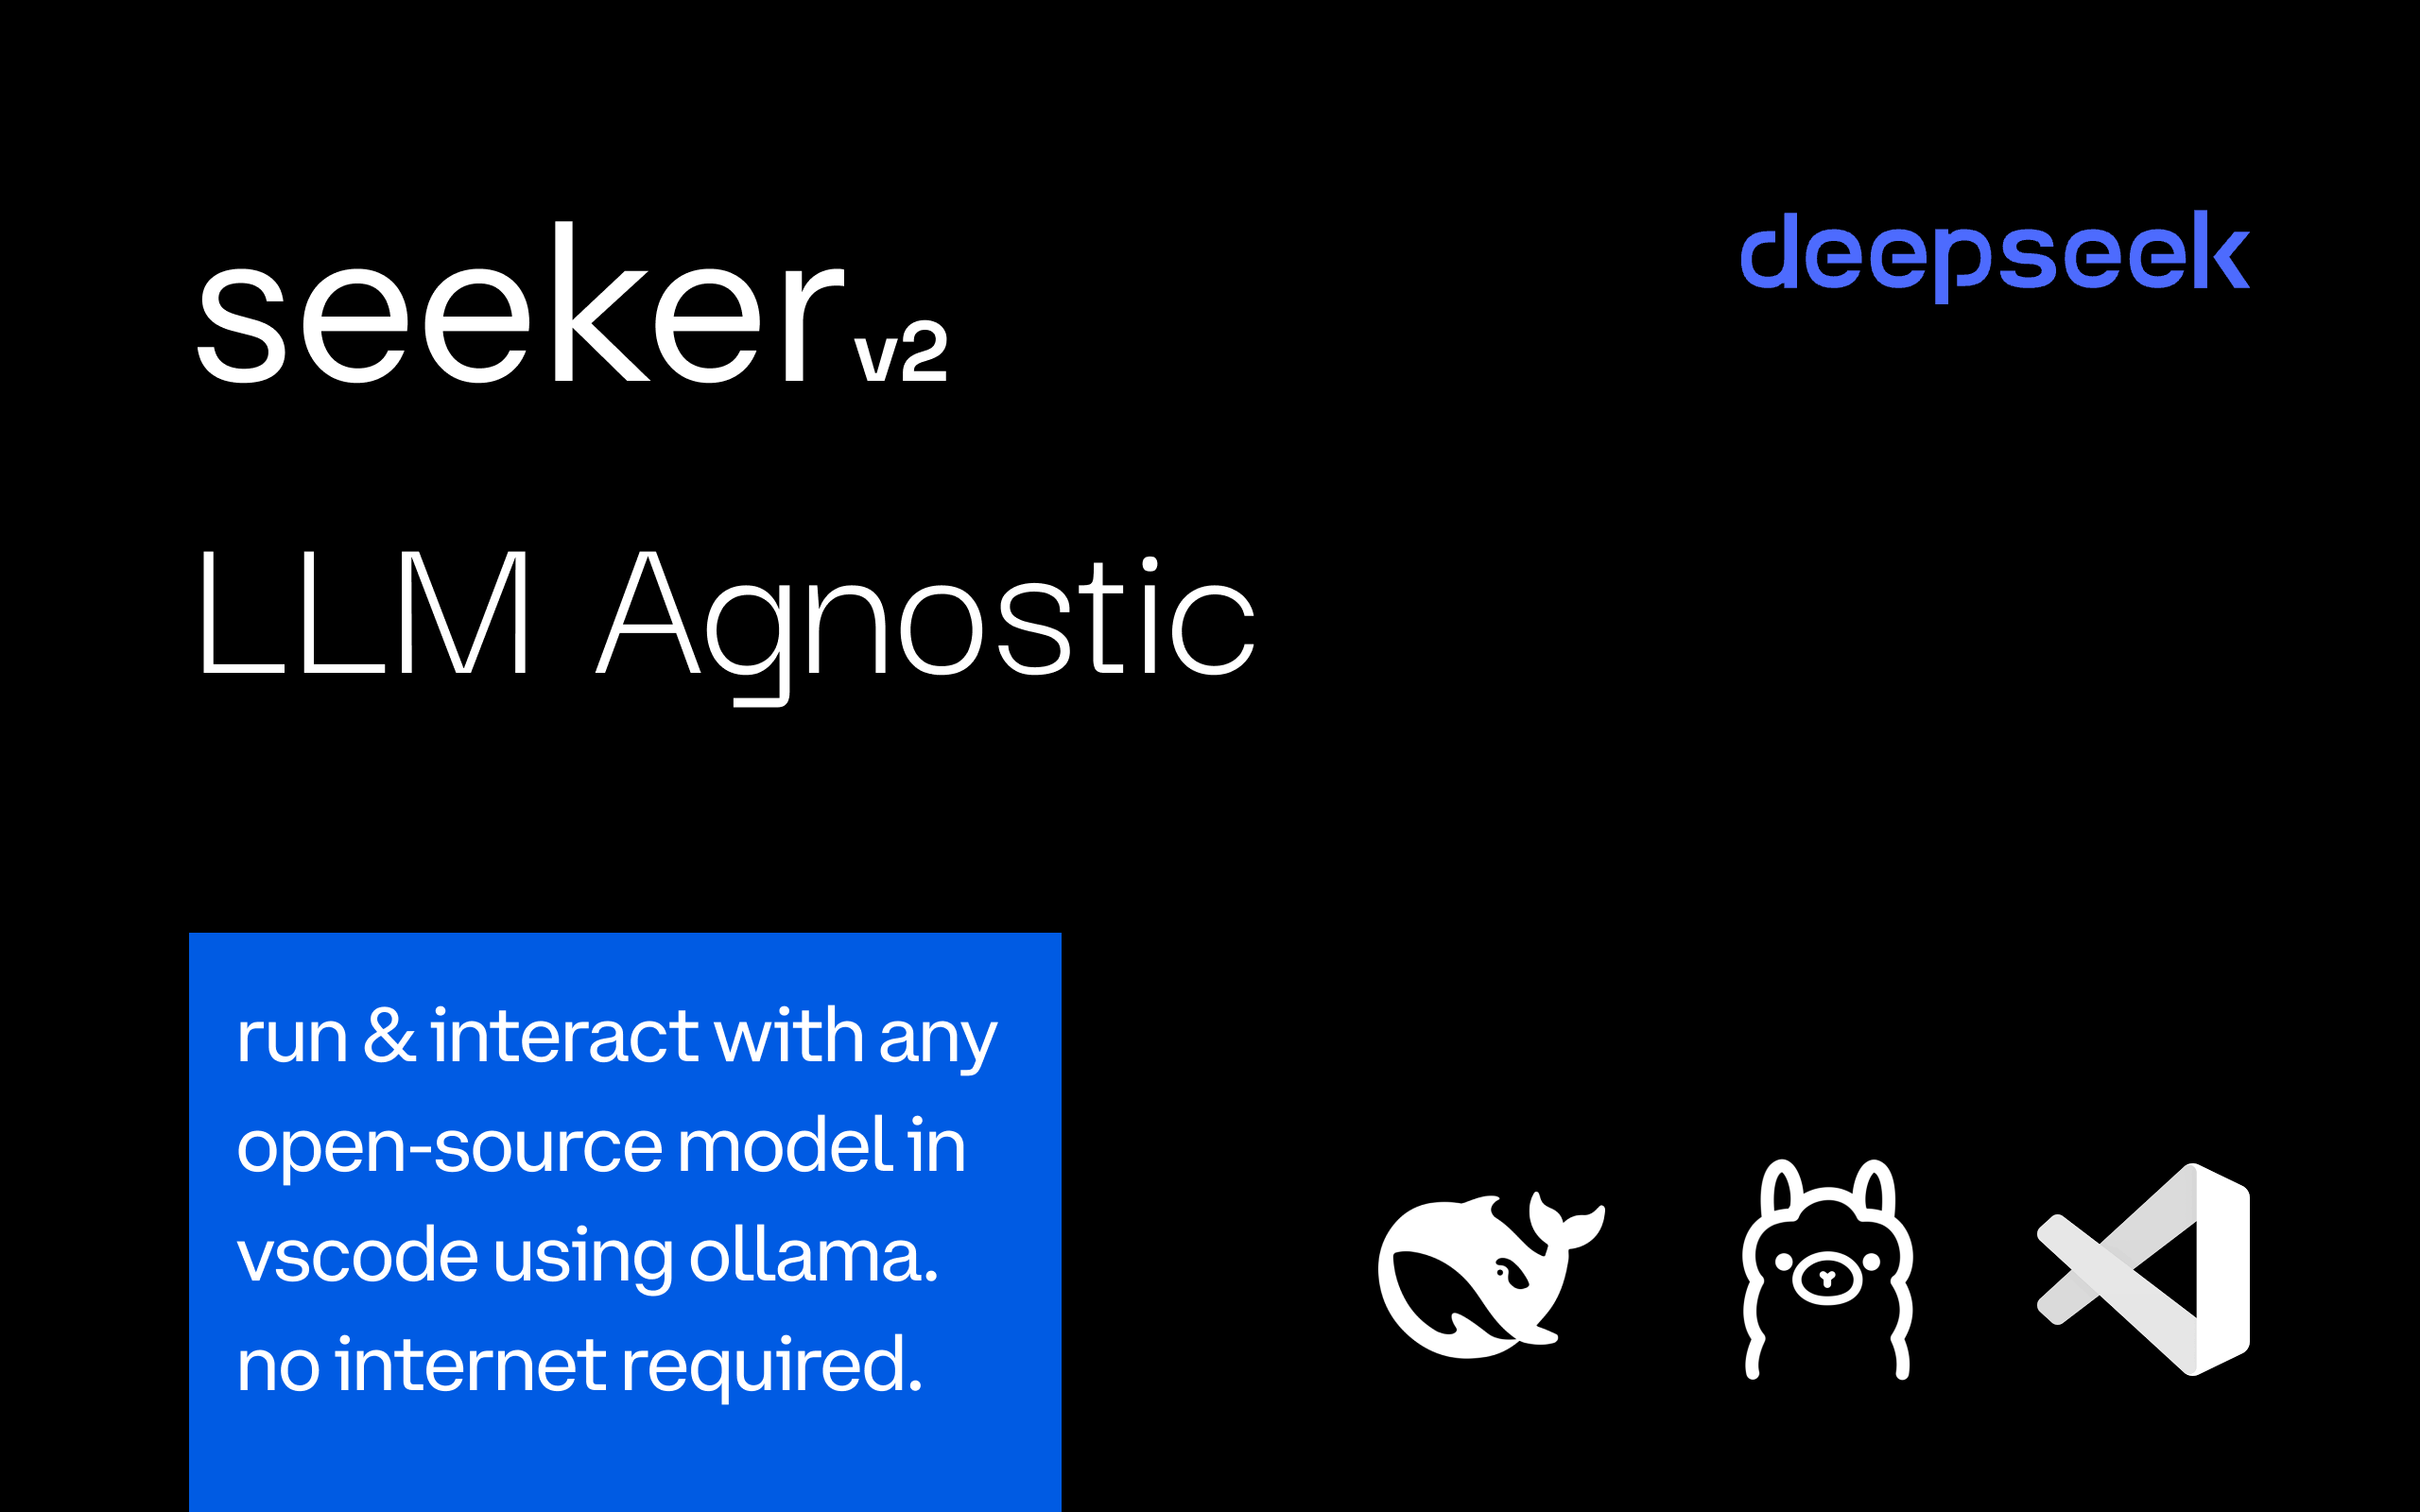 seeker v2
deepseek
LLM Agnostic
run & interact with any
open-source model in
vscode using ollama.
no internet required.